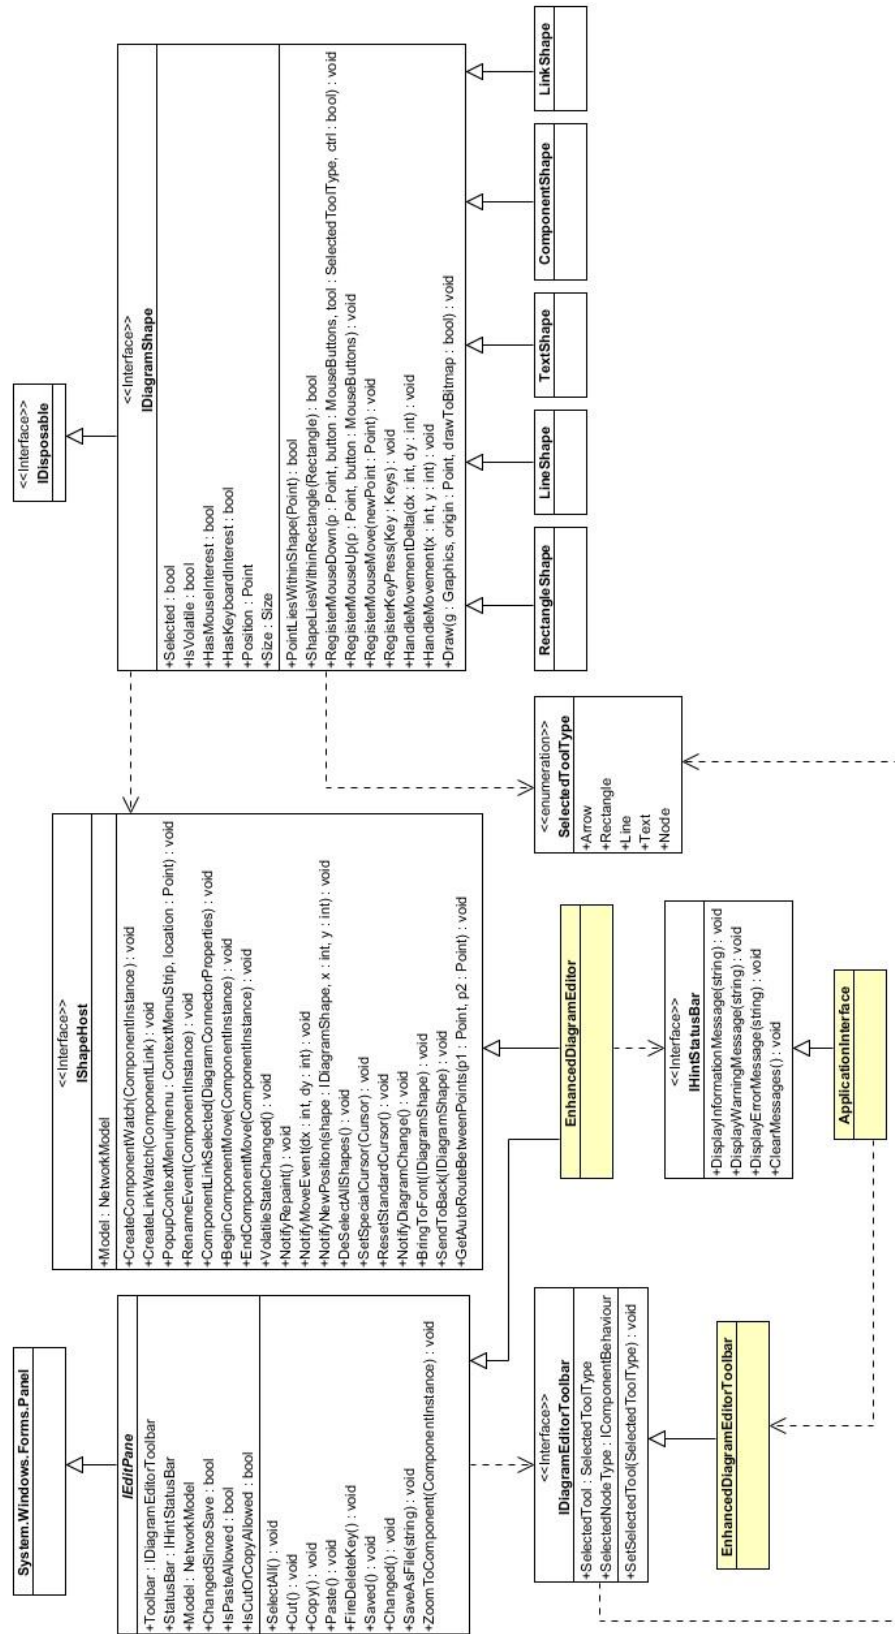 System.Windows.Forms.Panel
IEditPane
+Toolbar : IDiagramEditorToolbar
+StatusBar : IHintStatusBar
+Model : NetworkModel
+ChangedSinceSave : bool
+IsPasteAllowed : bool
+IsCutOrCopyAllowed : bool
+SelectAll() : void
+Cut() : void
+Copy() : void
+Paste() : void
+FireDeleteKey() : void
+Saved() : void
+Changed() : void
+SaveAsFile(string) : void
+ZoomToComponent(ComponentInstance) : void
<<Interface>>
IShapeHost
+Model : NetworkModel
+CreateComponentWatch(ComponentInstance) : void
+CreateLinkWatch(ComponentLink) : void
+PopupContextMenu(menu : ContextMenuStrip, location : Point) : void
+RenameEvent(ComponentInstance) : void
+ComponentLinkSelected(DiagramConnectorProperties) : void
+BeginComponentMove(ComponentInstance) : void
+EndComponentMove(ComponentInstance) : void
+VolatileStateChanged() : void
+NotifyRepaint() : void
+NotifyMoveEvent(dx : int, dy : int) : void
+NotifyNewPosition(shape : IDiagramShape, x : int, y : int) : void
+DeSelectAllShapes() : void
+SetSpecialCursor(Cursor) : void
+ResetStandardCursor() : void
+NotifyDiagramChange() : void
+BringToFont(IDiagramShape) : void
+SendToBack(IDiagramShape) : void
+GetAutoRouteBetweenPoints(p1 : Point, p2 : Point) : void
<<Interface>>
IDisposable
<<Interface>>
IDiagramShape
+Selected : bool
+IsVolatile : bool
+HasMouseInterest : bool
+HasKeyboardInterest : bool
+Position : Point
+Size : Size
+PointLiesWithinShape(Point) : bool
+ShapeLiesWithinRectangle(Rectangle) : bool
+RegisterMouseDown(p : Point, button : MouseButtons, tool : SelectedToolType, ctrl : bool) : void
+RegisterMouseUp(p : Point, button : MouseButtons) : void
+RegisterMouseMove(newPoint : Point) : void
+RegisterKeyPress(Key : Keys) : void
+HandleMovementDelta(dx : int, dy : int) : void
+HandleMovement(x : int, y : int) : void
+Draw(g : Graphics, origin : Point, drawToBitmap : bool) : void
<<Interface>>
IDiagramEditorToolbar
+SelectedTool : SelectedToolType
+SelectedNodeType : IComponentBehaviour
+SetSelectedTool(SelectedToolType) : void
EnhancedDiagramEditorToolbar
EnhancedDiagramEditor
<<Interface>>
IHintStatusBar
+DisplayInformationMessage(string) : void
+DisplayWarningMessage(string) : void
+DisplayErrorMessage(string) : void
+ClearMessages() : void
ApplicationInterface
<<enumeration>>
SelectedToolType
+Arrow
+Rectangle
+Line
+Text
+Node
RectangleShape
LineShape
TextShape
ComponentShape
LinkShape